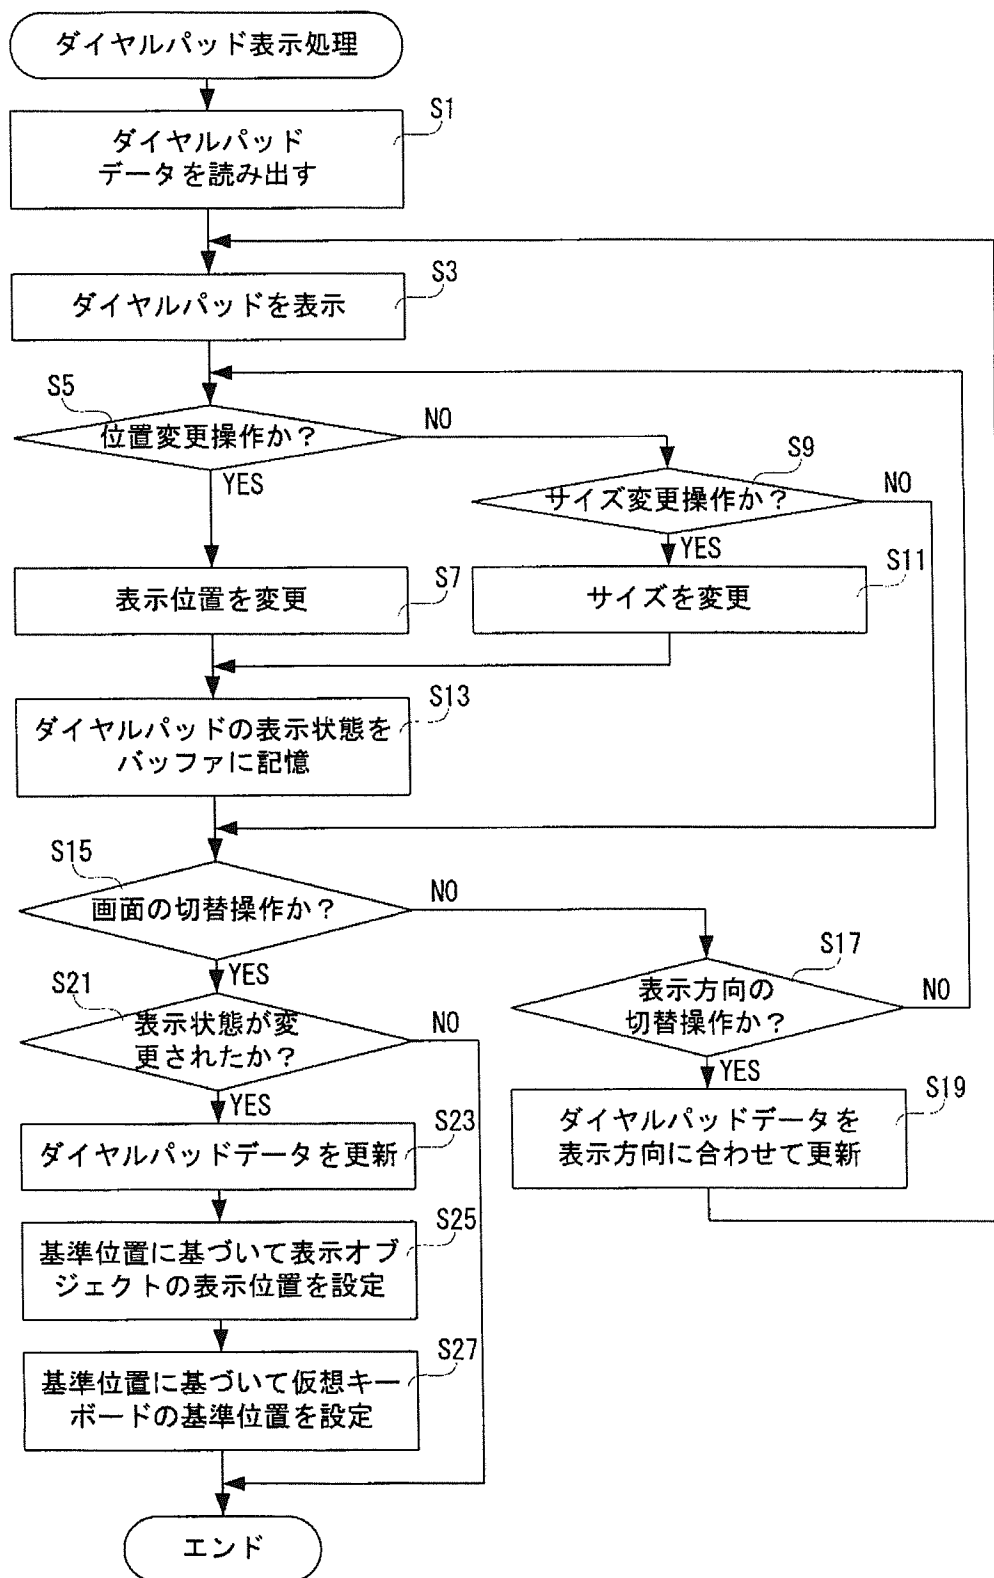 ダイヤルパッド表示処理
S1
ダイヤルパッド
データを読み出す
S3
ダイヤルパッドを表示
S5
位置変更操作か？
NO
YES
S9
サイズ変更操作か？
NO
YES
S7
表示位置を変更
S11
サイズを変更
S13
ダイヤルパッドの表示状態を
バッファに記憶
S15
画面の切替操作か？
NO
YES
S17
表示方向の
切替操作か？
NO
YES
S21
表示状態が変
更されたか？
NO
YES
S19
ダイヤルパッドデータを
表示方向に合わせて更新
S23
ダイヤルパッドデータを更新
S25
基準位置に基づいて表示オブ
ジェクトの表示位置を設定
S27
基準位置に基づいて仮想キー
ボードの基準位置を設定
エンド